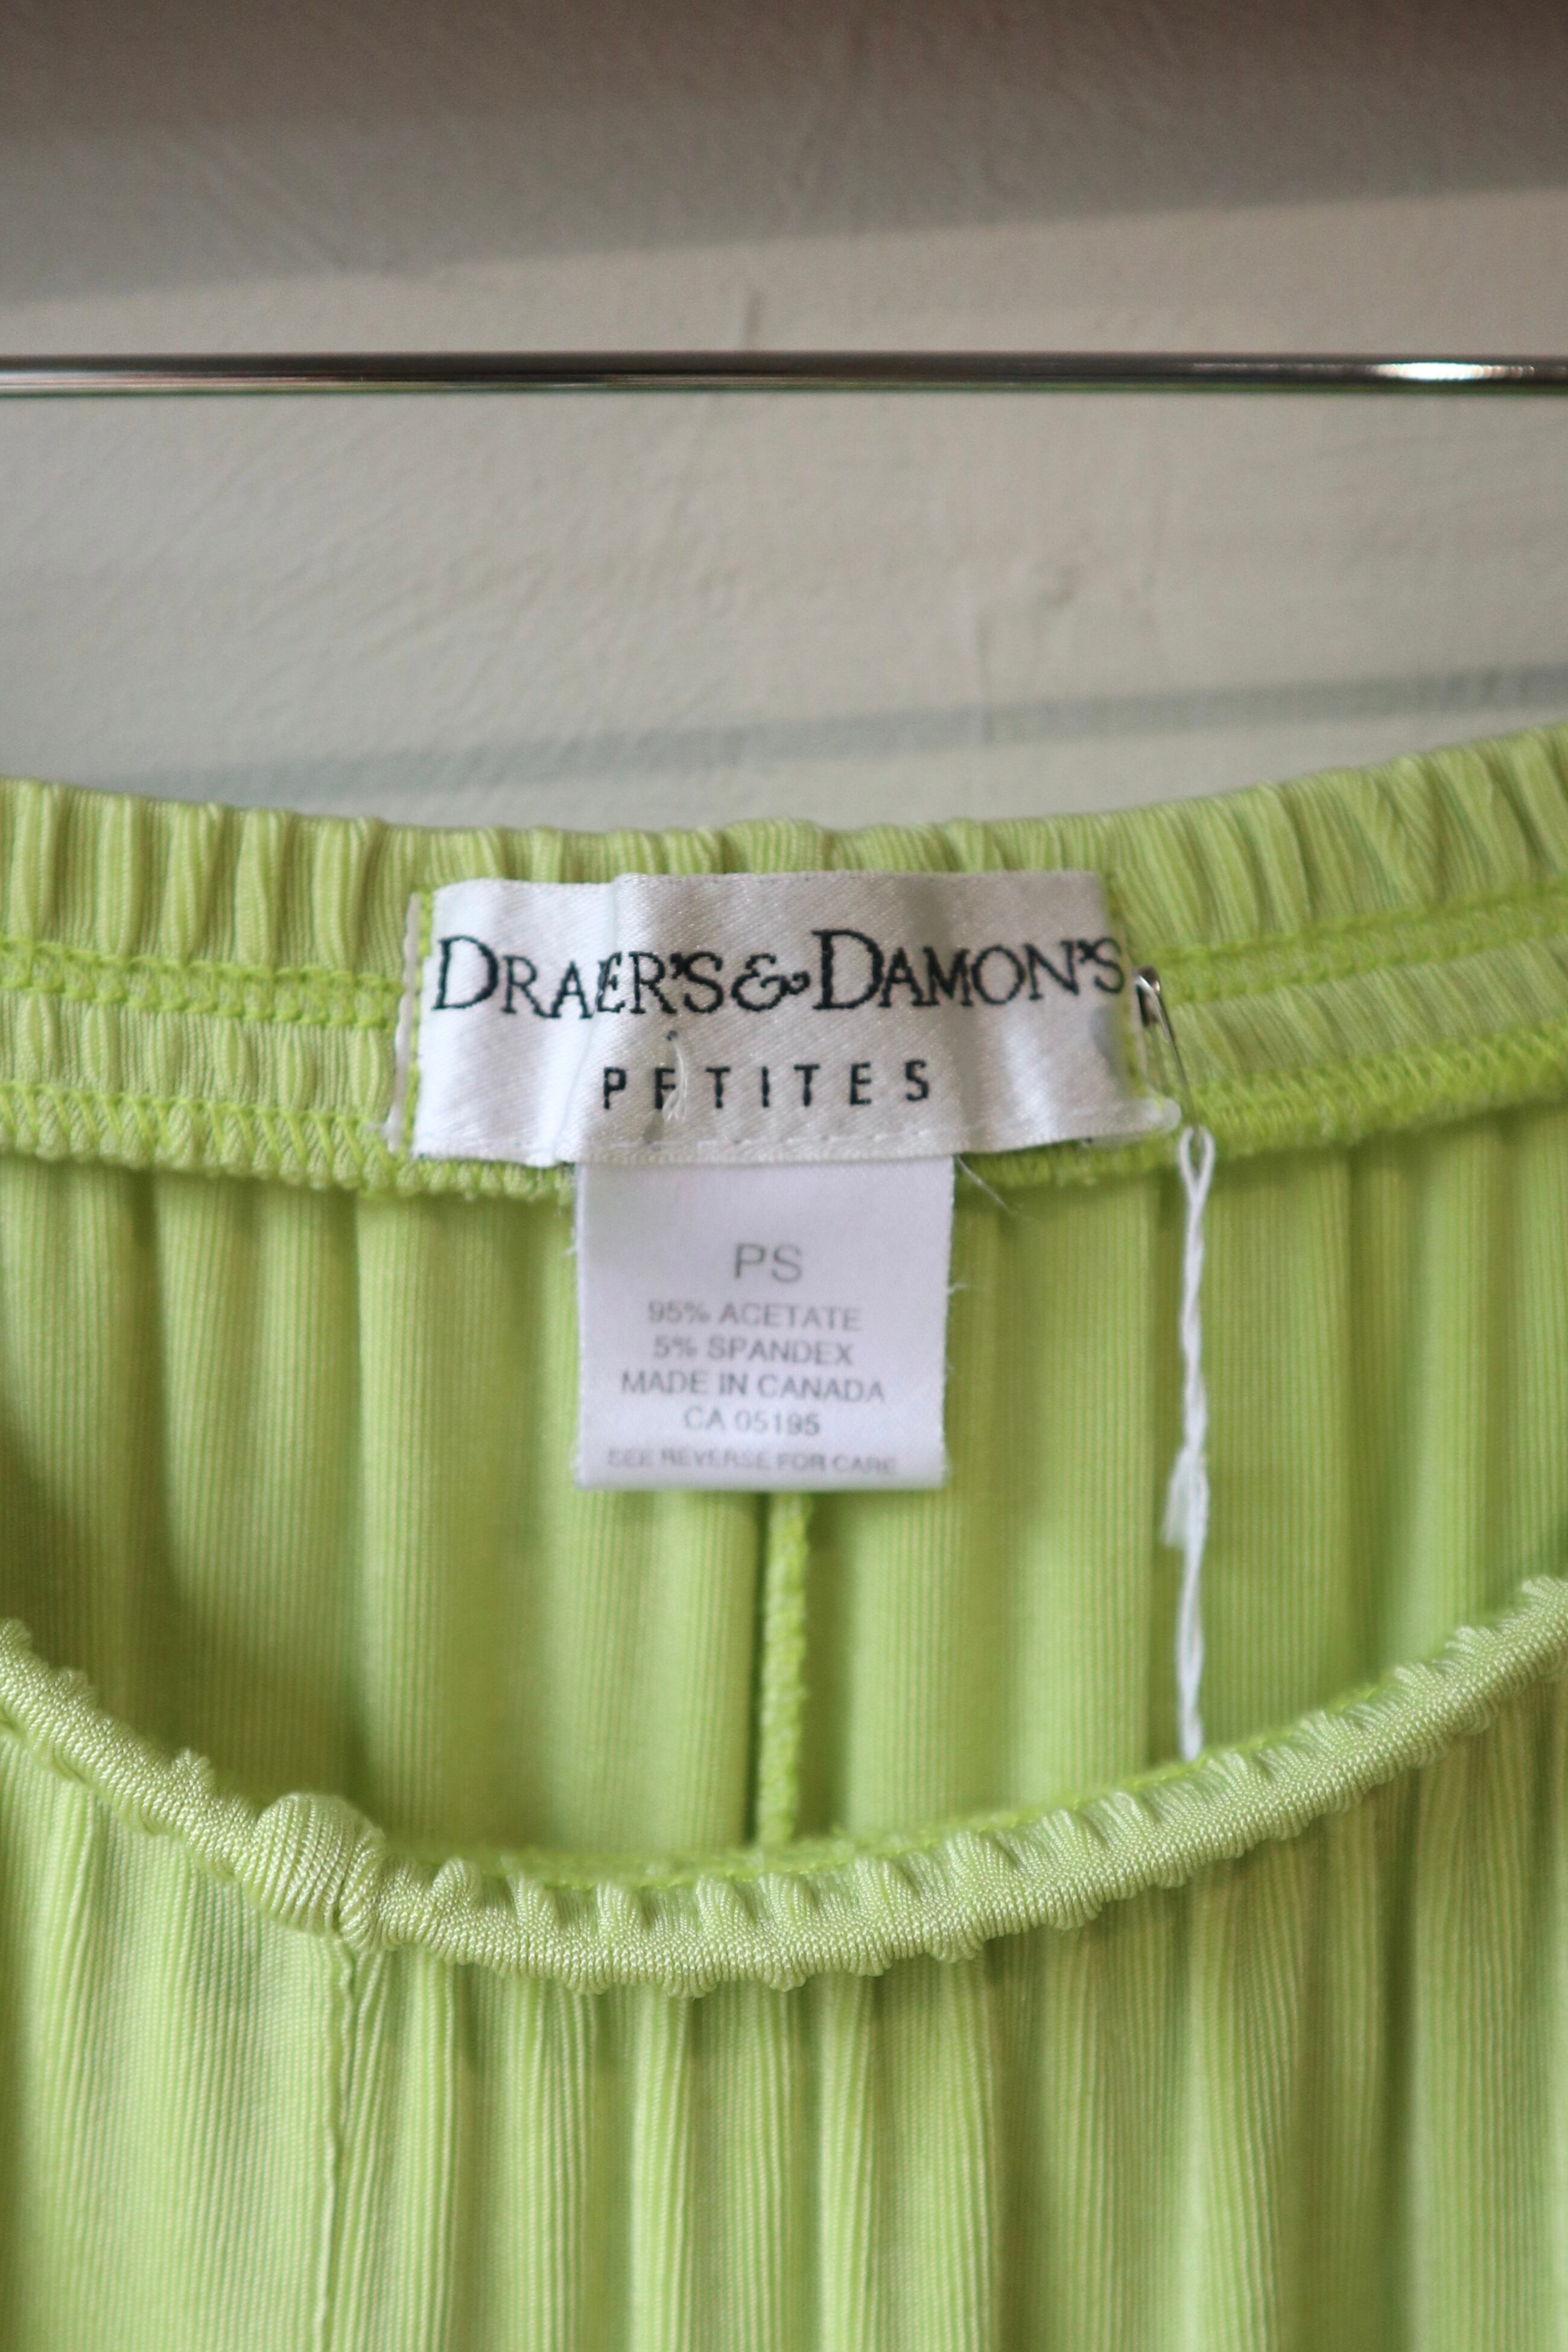 DRAER'S & DAMON'S
PETITES
PS
95% ACETATE
5% SPANDEX
MADE IN CANADA
CA 05195
SEE REVERSE FOR CARE